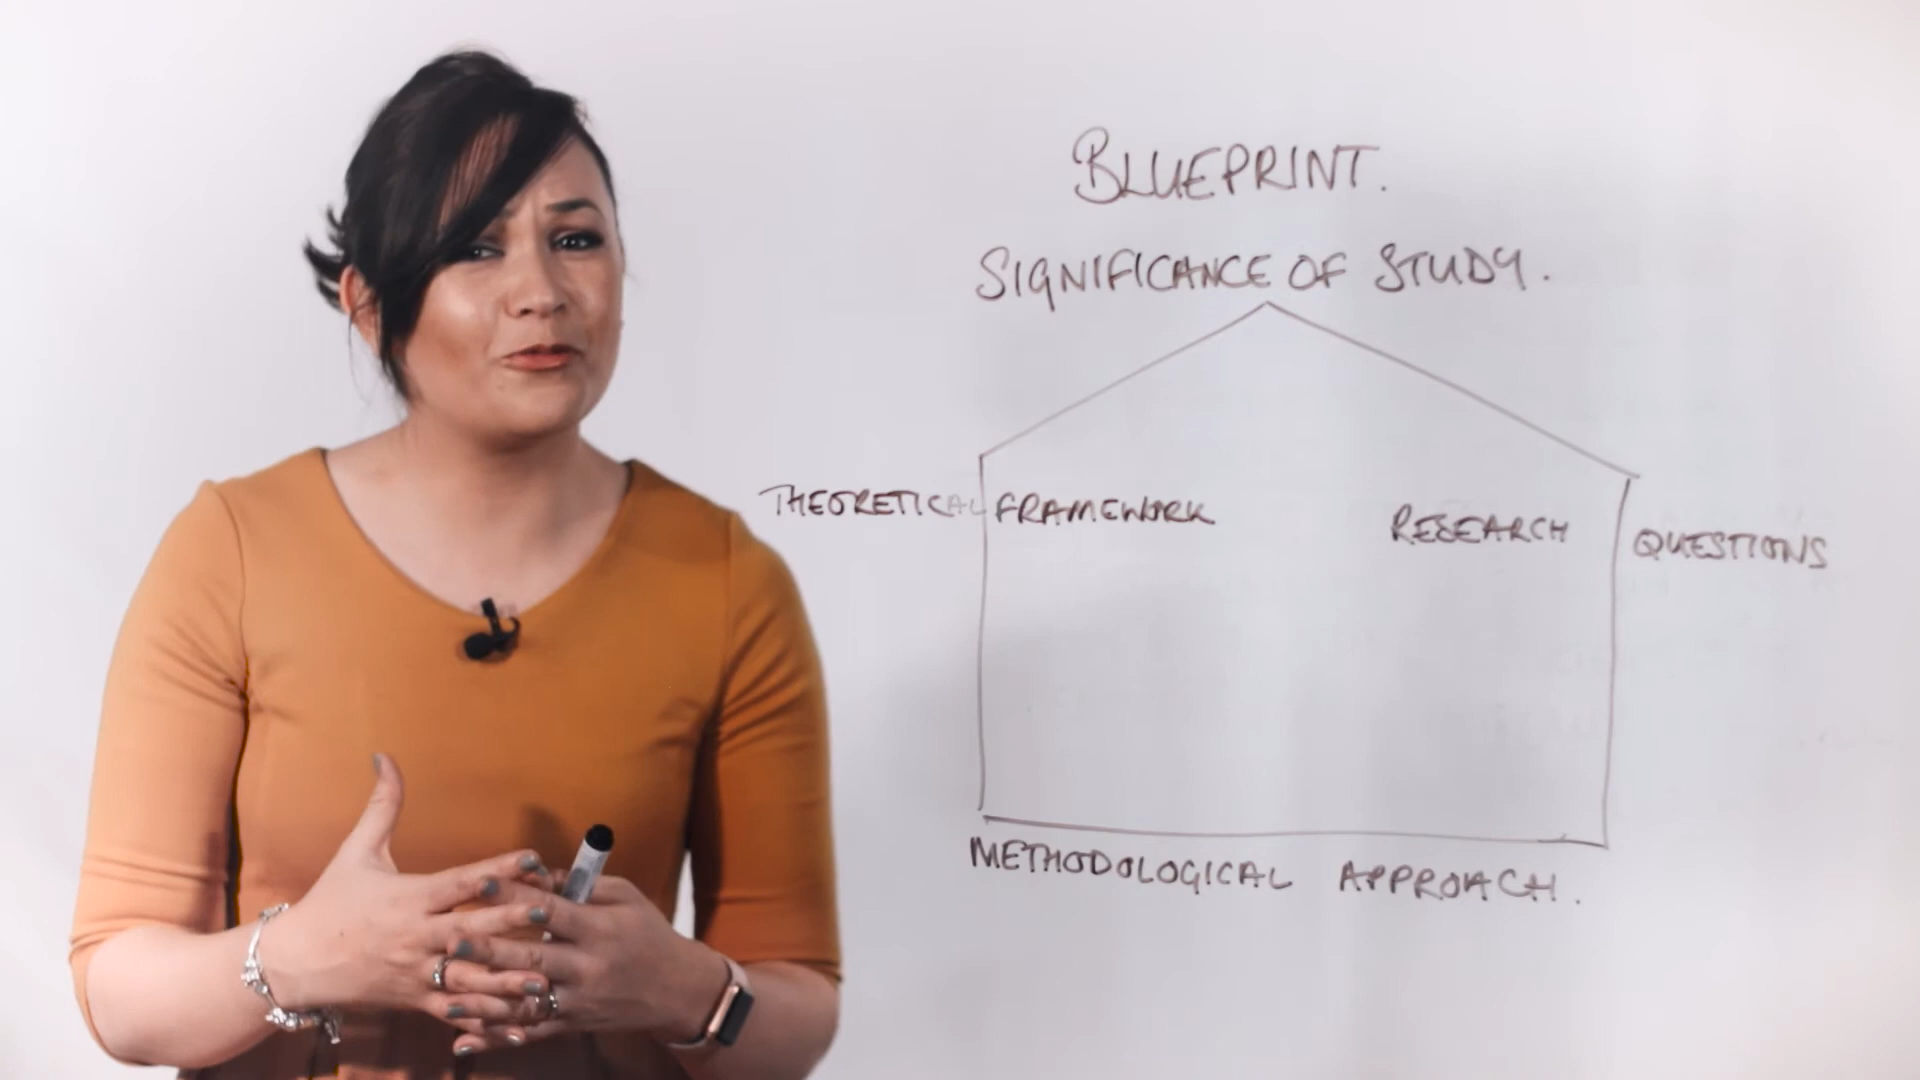 BLUEPRINT.
SIGNIFICANCE OF STUDY.
THEORETICAL FRAMEWORK
RESEARCH QUESTIONS
METHODOLOGICAL APPROACH.